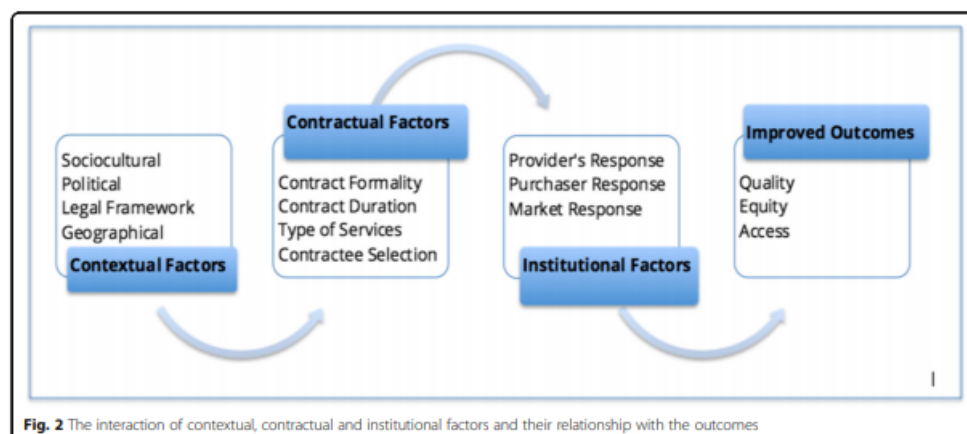 Sociocultural
Political
Legal Framework
Geographical
Contextual Factors
Contractual Factors
Contract Formality
Contract Duration
Type of Services
Contractee Selection
Provider's Response
Purchaser Response
Market Response
Institutional Factors
Improved Outcomes
Quality
Equity
Access
Fig. 2 The interaction of contextual, contractual and institutional factors and their relationship with the outcomes